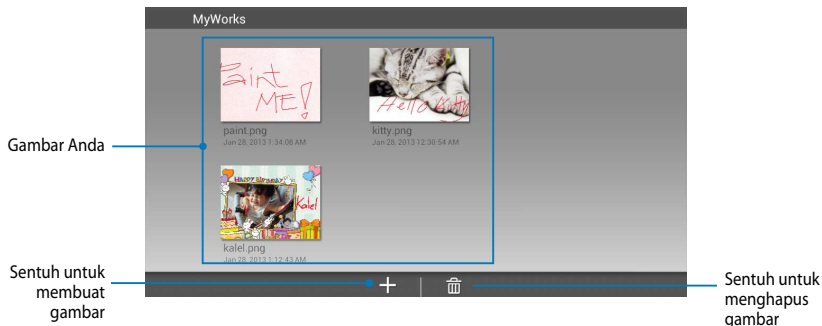 MyWorks
Paint
ME!
Hello Kitty
paint.png
Jan 28, 2013 1:34:08 AM
kitty.png
Jan 28, 2013 12:30:54 AM
Gambar Anda
HAPPY BIRTHDAY
Kalel
kalel.png
Jan 28, 2013 1:12:43 AM
Sentuh untuk
membuat
gambar
Sentuh untuk
menghapus
gambar